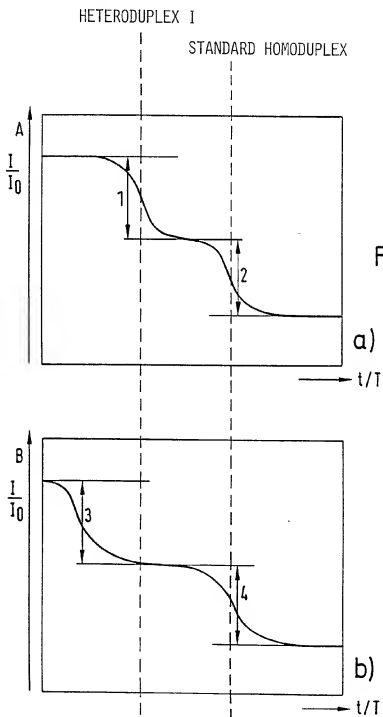 HETERODUPLEX I
STANDARD HOMODUPLEX
A
I
I0
1
2
F
a)
t/T
B
I
I0
3
4
b)
t/T